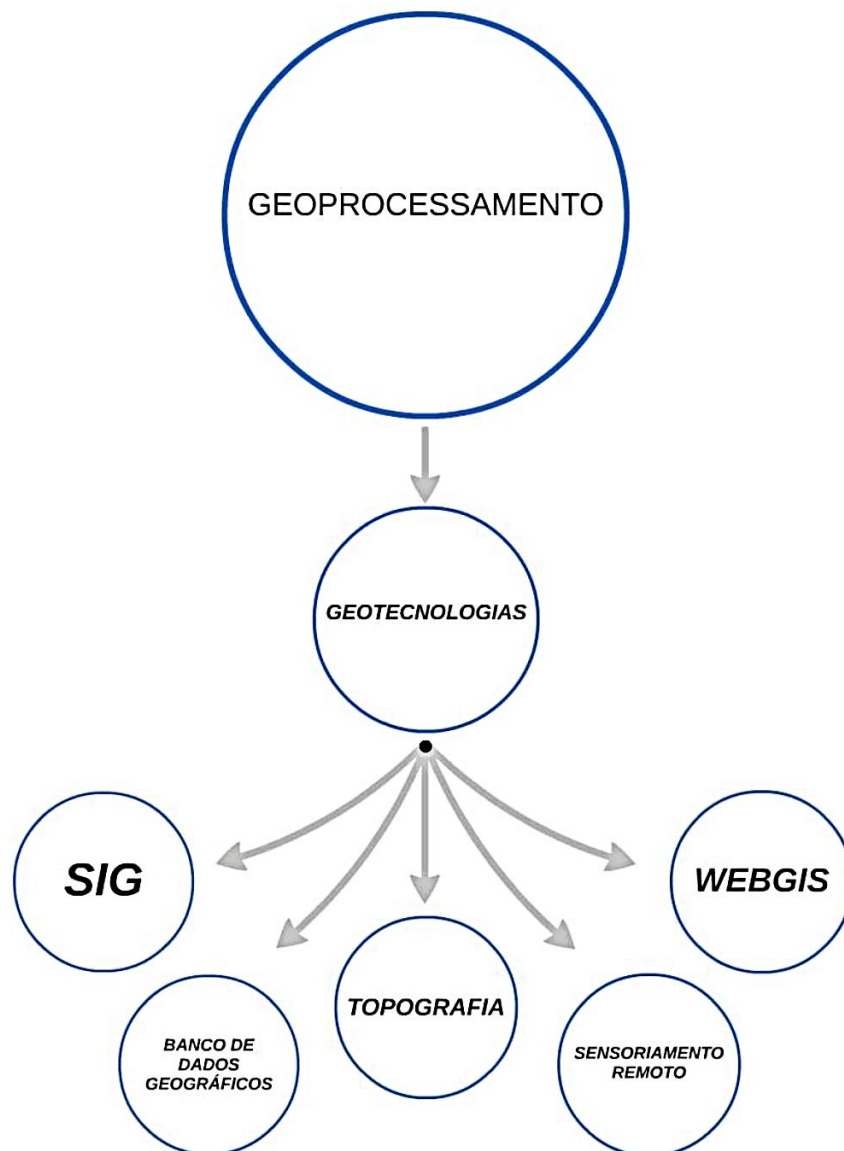 GEOPROCESSAMENTO
GEOTECNOLOGIAS
SIG
WEBGIS
BANCO DE
DADOS
GEOGRÁFICOS
TOPOGRAFIA
SENSORIAMENTO
REMOTO